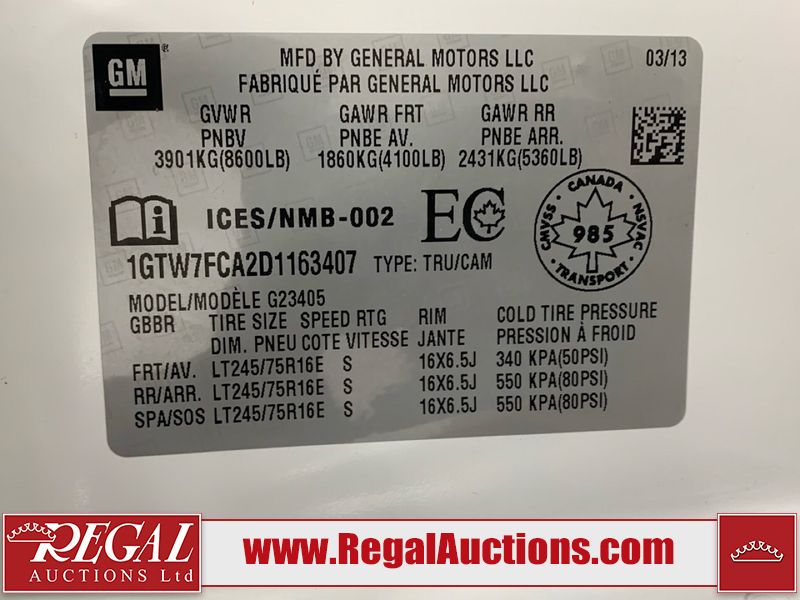 GM
MFD BY GENERAL MOTORS LLC 03/13
FABRIQUÉ PAR GENERAL MOTORS LLC
GVWR GAWR FRT GAWR RR
PNBV PNBE AV. PNBE ARR.
3901KG(8600LB) 1860KG(4100LB) 2431KG(5360LB)
i ICES/NMB-002 EC
CANADA
CMVSS 985 NSVAC
TRANSPORT
1GTW7FCA2D1163407 TYPE: TRU/CAM
MODEL/MODÈLE G23405
GBBR TIRE SIZE SPEED RTG RIM COLD TIRE PRESSURE
DIM. PNEU COTE VITESSE JANTE PRESSION À FROID
FRT/AV. LT245/75R16E S 16X6.5J 340 KPA(50PSI)
RR/ARR. LT245/75R16E S 16X6.5J 550 KPA(80PSI)
SPA/SOS LT245/75R16E S 16X6.5J 550 KPA(80PSI)
REGAL
AUCTIONS Ltd
www.RegalAuctions.com